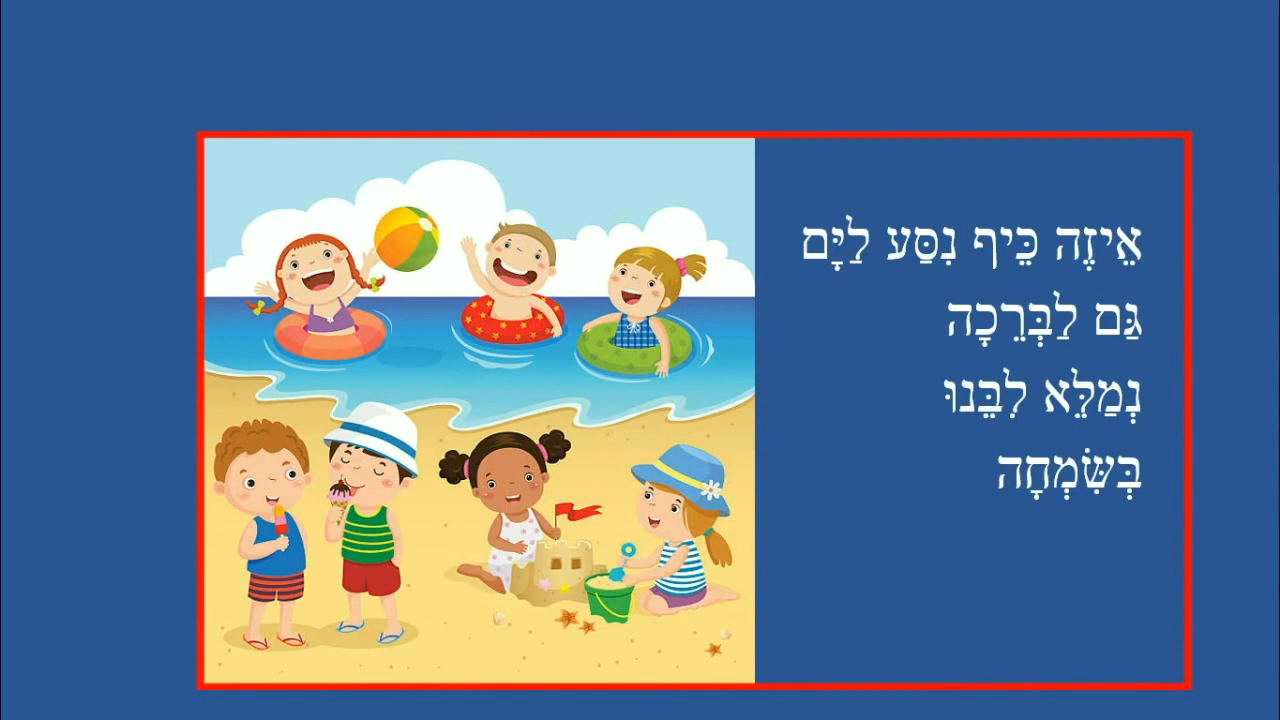 אֵיזֶה כֵּיף נִסַּע לַיָּם
גַּם לַבְּרֵכָה
נְמַלֵּא לִבֵּנוּ
בְּשִּׂמְחָה